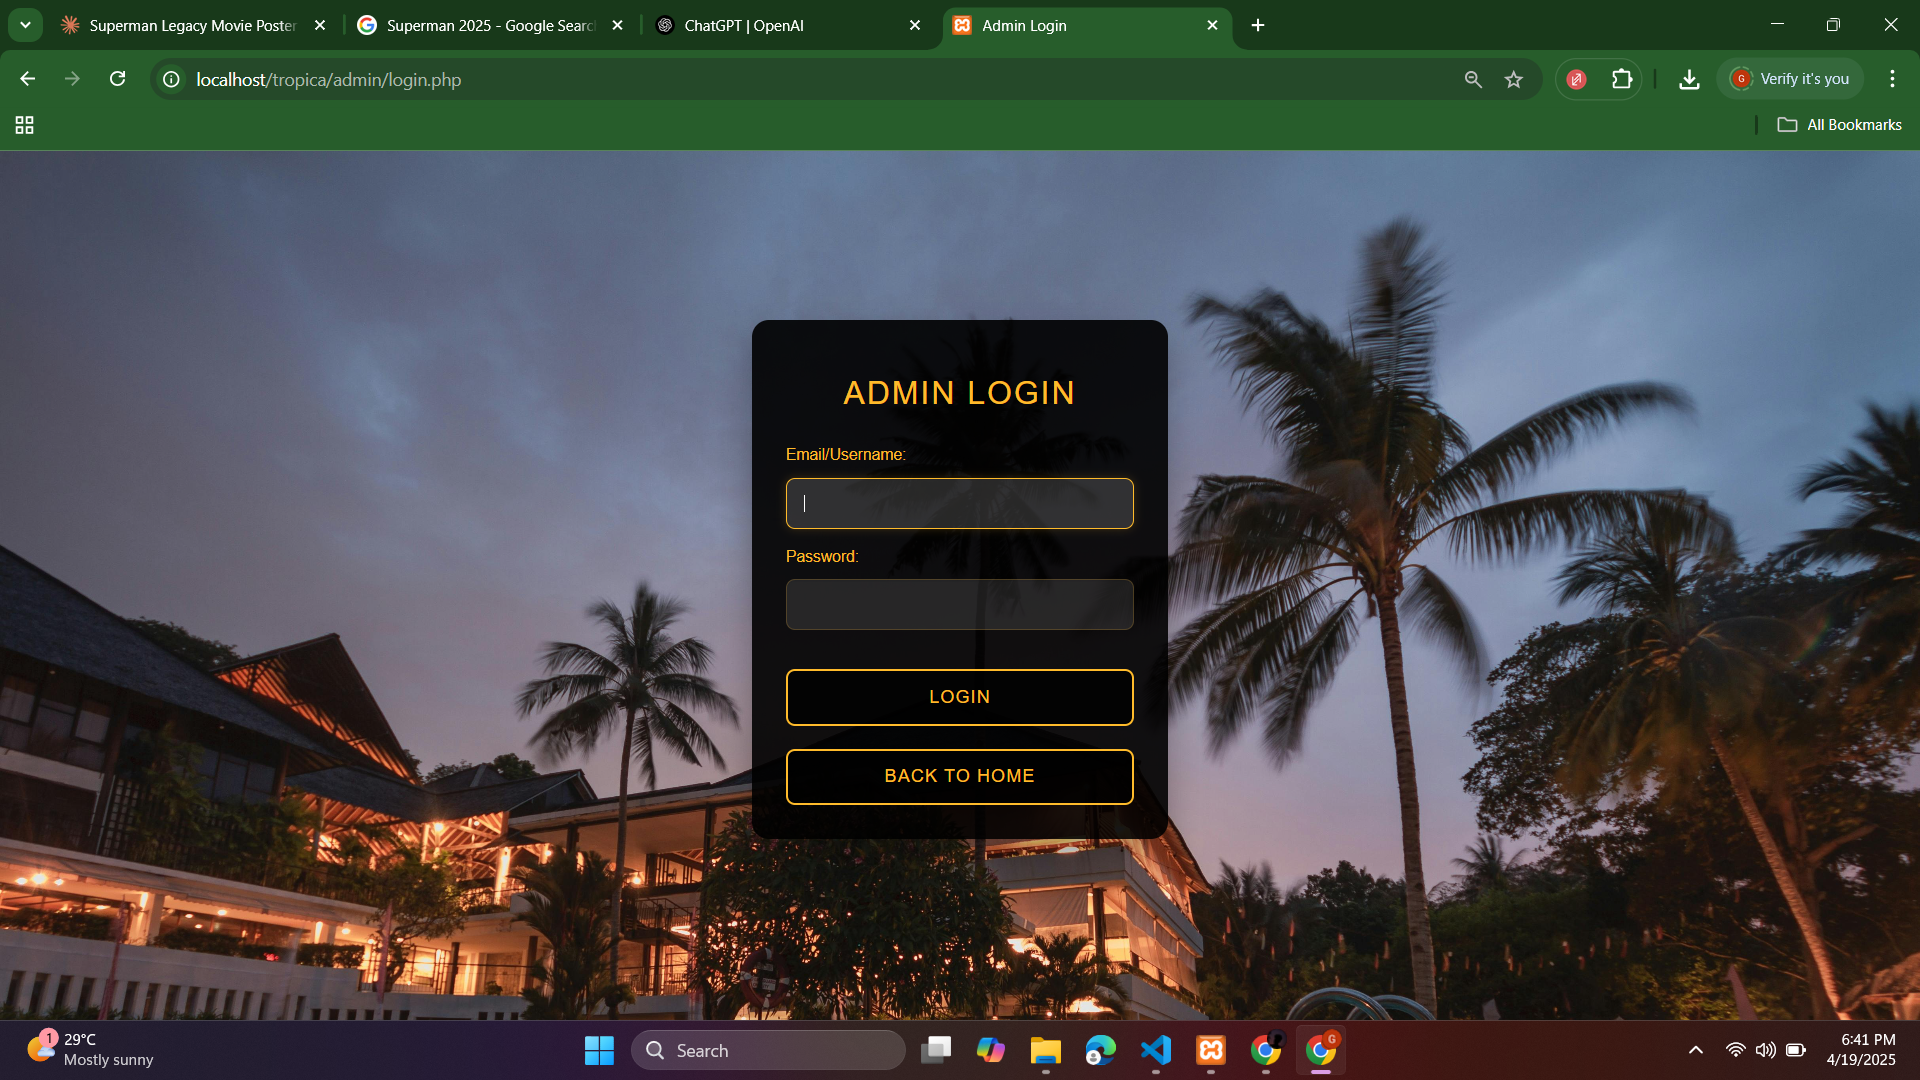 Superman Legacy Movie Poster
Superman 2025 - Google Searc
ChatGPT | OpenAI
Admin Login
localhost/tropica/admin/login.php
G
Verify it's you
All Bookmarks
ADMIN LOGIN
Email/Username:
Password:
LOGIN
BACK TO HOME
1
29°C
Mostly sunny
Search
G
6:41 PM
4/19/2025